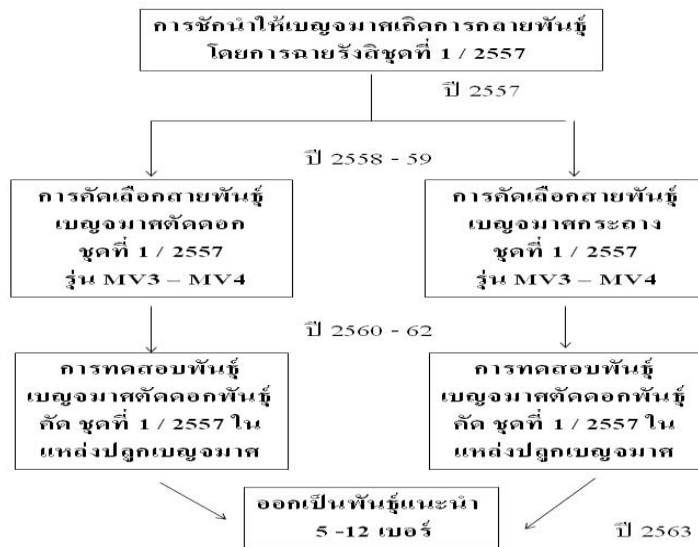 การชักนำให้เบญจมาศเกิดการกลายพันธุ์
โดยการฉายรังสีชุดที่ 1 / 2557
ปี 2557
ปี 2558 - 59
การคัดเลือกสายพันธุ์
เบญจมาศตัดดอก
ชุดที่ 1 / 2557
รุ่น MV3 – MV4
การคัดเลือกสายพันธุ์
เบญจมาศกระถาง
ชุดที่ 1 / 2557
รุ่น MV3 – MV4
ปี 2560 - 62
การทดสอบพันธุ์
เบญจมาศตัดดอกพันธุ์
คัด ชุดที่ 1 / 2557 ใน
แหล่งปลูกเบญจมาศ
การทดสอบพันธุ์
เบญจมาศตัดดอกพันธุ์
คัด ชุดที่ 1 / 2557 ใน
แหล่งปลูกเบญจมาศ
ออกเป็นพันธุ์แนะนำ
5 -12 เบอร์
ปี 2563